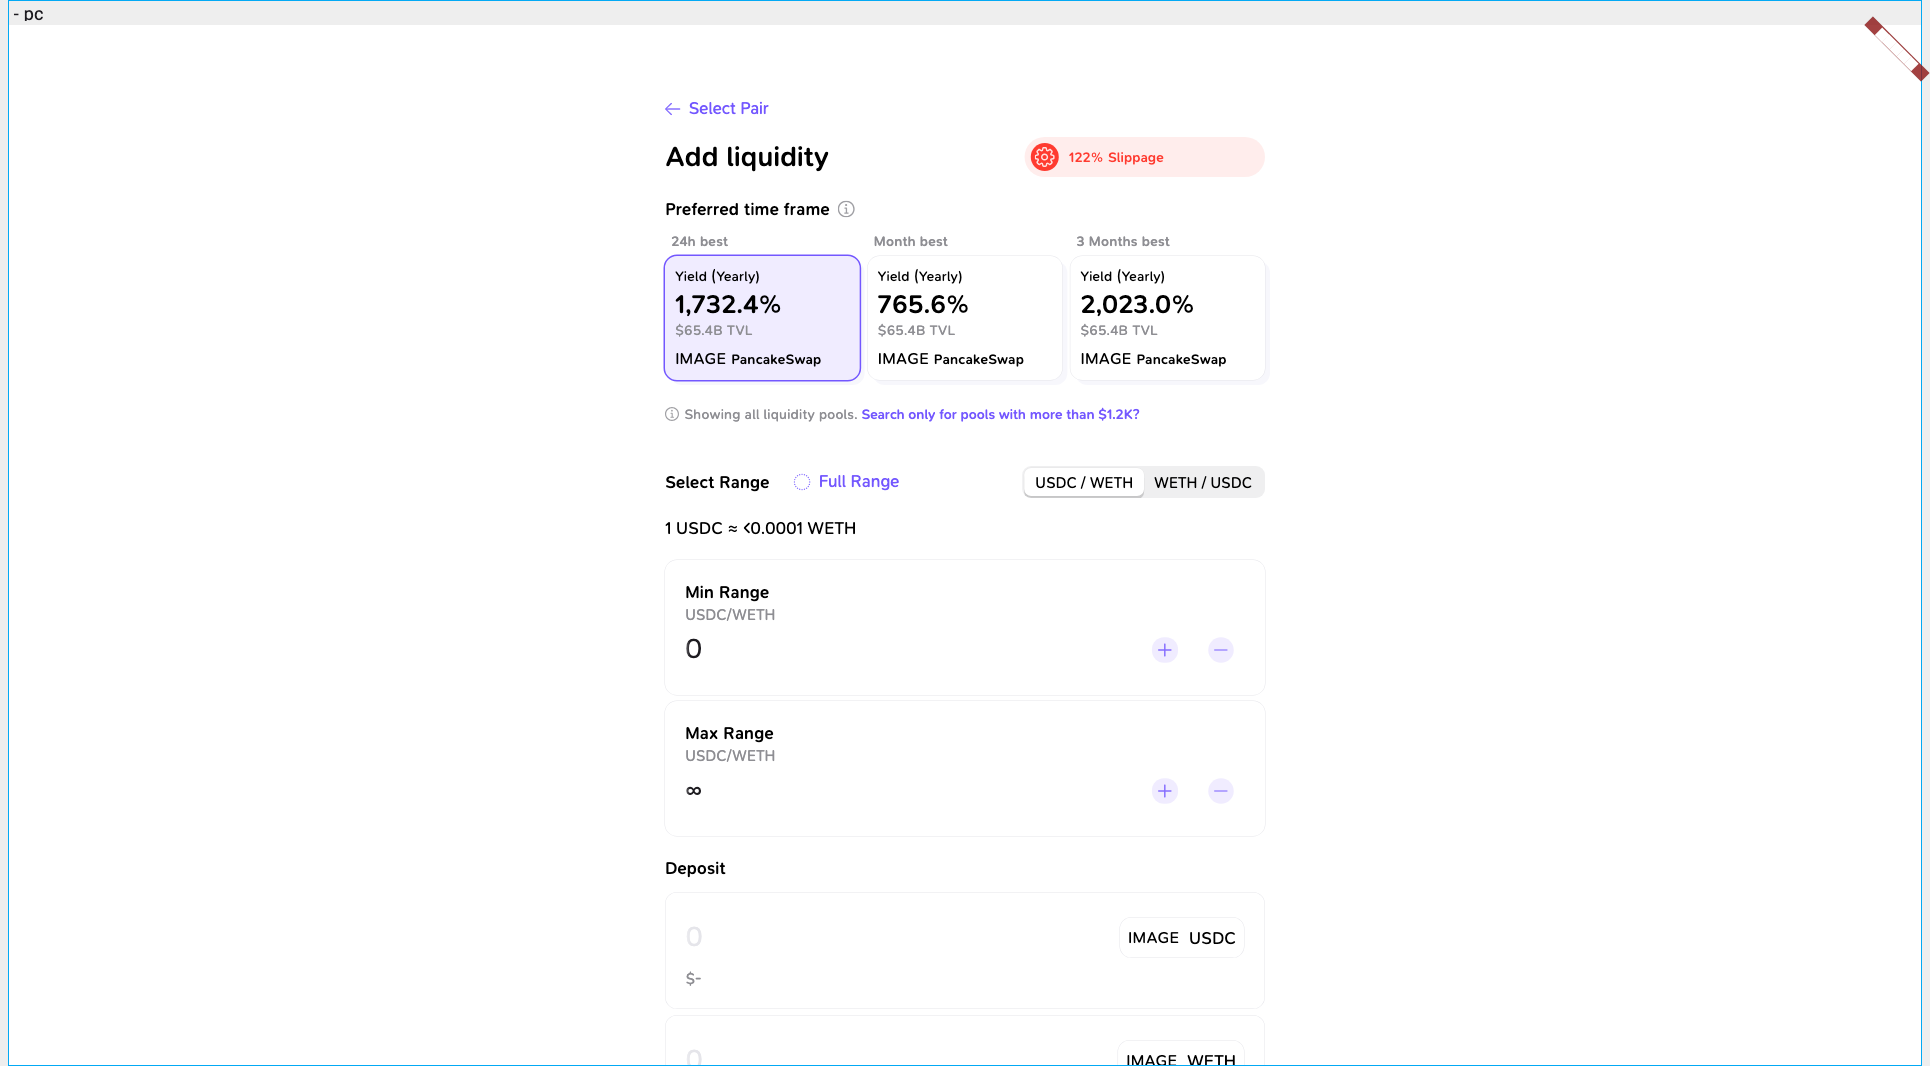 - pc
Select Pair
Add liquidity
122% Slippage
Preferred time frame
24h best
Month best
3 Months best
Yield (Yearly)
1,732.4%
$65.4B TVL
IMAGE PancakeSwap
Yield (Yearly)
765.6%
$65.4B TVL
IMAGE PancakeSwap
Yield (Yearly)
2,023.0%
$65.4B TVL
IMAGE PancakeSwap
Showing all liquidity pools. Search only for pools with more than $1.2K?
Select Range
Full Range
USDC / WETH
WETH / USDC
1 USDC ≈ <0.0001 WETH
Min Range
USDC/WETH
0
Max Range
USDC/WETH
∞
Deposit
0
IMAGE USDC
$-
0
IMAGE WETH